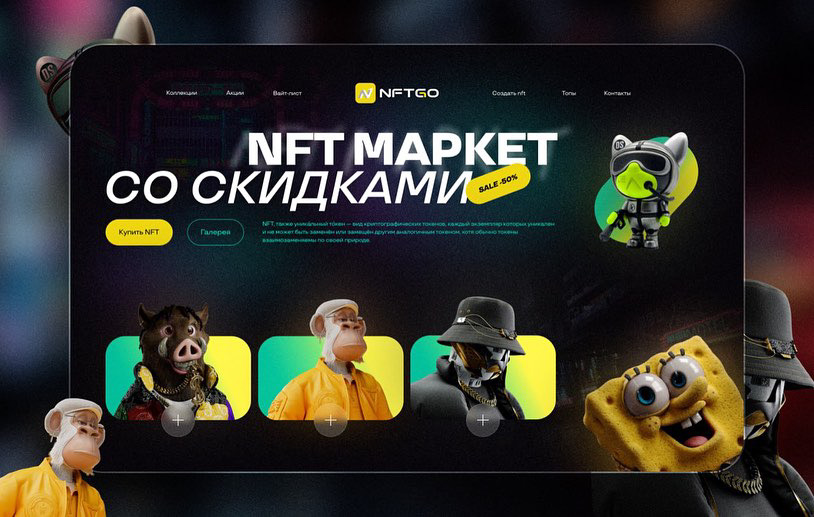 Коллекции
Акции
Вайт-лист
NFTGO
Создать nft
Топы
Контакты
NFT МАРКЕТ
СО СКИДКАМИ
SALE -50%
Купить NFT
Галерея
NFT, также уникальный токен — вид криптографических токенов, каждый экземпляр которых уникален
и не может быть заменён или замещён другим аналогичным токеном, хотя обычно токены
взаимозаменяемы по своей природе.
OS
OS